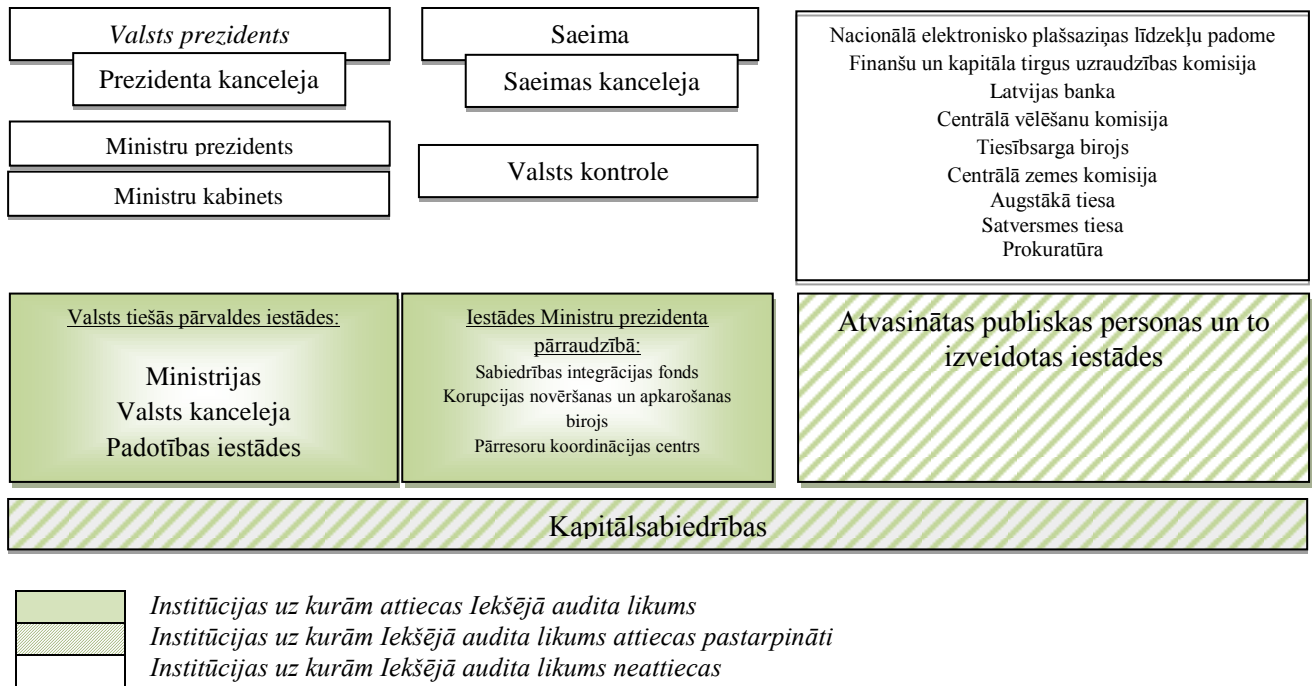 Valsts prezidents
Prezidenta kanceleja
Ministru prezidents
Ministru kabinets
Saeima
Saeimas kanceleja
Valsts kontrole
Nacionālā elektronisko plašsaziņas līdzekļu padome
Finanšu un kapitāla tirgus uzraudzības komisija
Latvijas banka
Centrālā vēlēšanu komisija
Tiesībsarga birojs
Centrālā zemes komisija
Augstākā tiesa
Satversmes tiesa
Prokuratūra
Valsts tiešās pārvaldes iestādes:
Ministrijas
Valsts kanceleja
Padotības iestādes
Iestādes Ministru prezidenta
pārraudzībā:
Sabiedrības integrācijas fonds
Korupcijas novēršanas un apkarošanas
birojs
Pārresoru koordinācijas centrs
Atvasinātas publiskas personas un to
izveidotas iestādes
Kapitālsabiedrības
Institūcijas uz kurām attiecas Iekšējā audita likums
Institūcijas uz kurām Iekšējā audita likums attiecas pastarpināti
Institūcijas uz kurām Iekšējā audita likums neattiecas